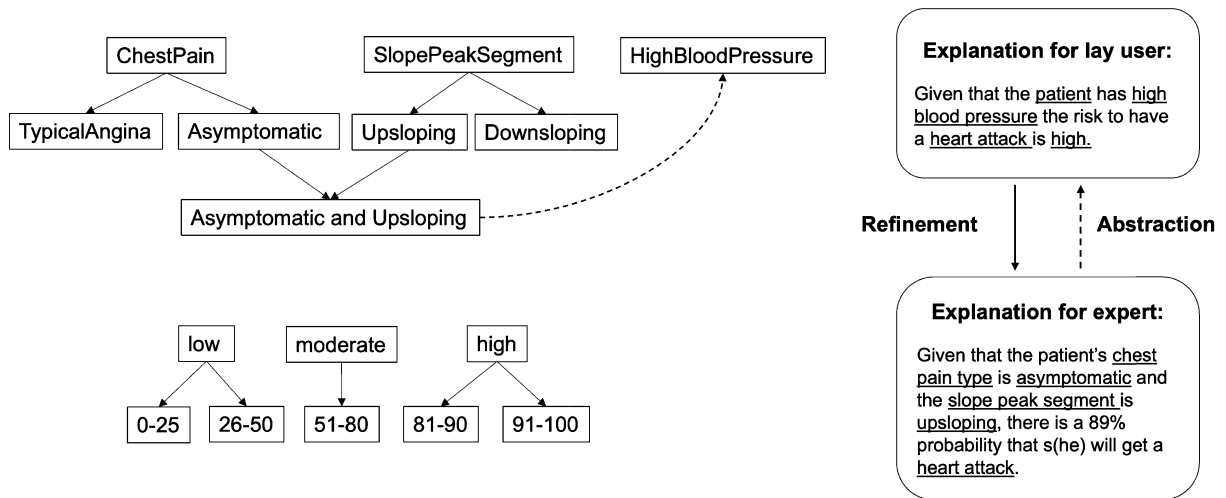 ChestPain
SlopePeakSegment
HighBloodPressure
TypicalAngina
Asymptomatic
Upsloping
Downsloping
Asymptomatic and Upsloping
low
moderate
high
0-25
26-50
51-80
81-90
91-100
Explanation for lay user:
Given that the patient has high
blood pressure the risk to have
a heart attack is high.
Refinement
Abstraction
Explanation for expert:
Given that the patient's chest
pain type is asymptomatic and
the slope peak segment is
upsloping, there is a 89%
probability that s(he) will get a
heart attack.